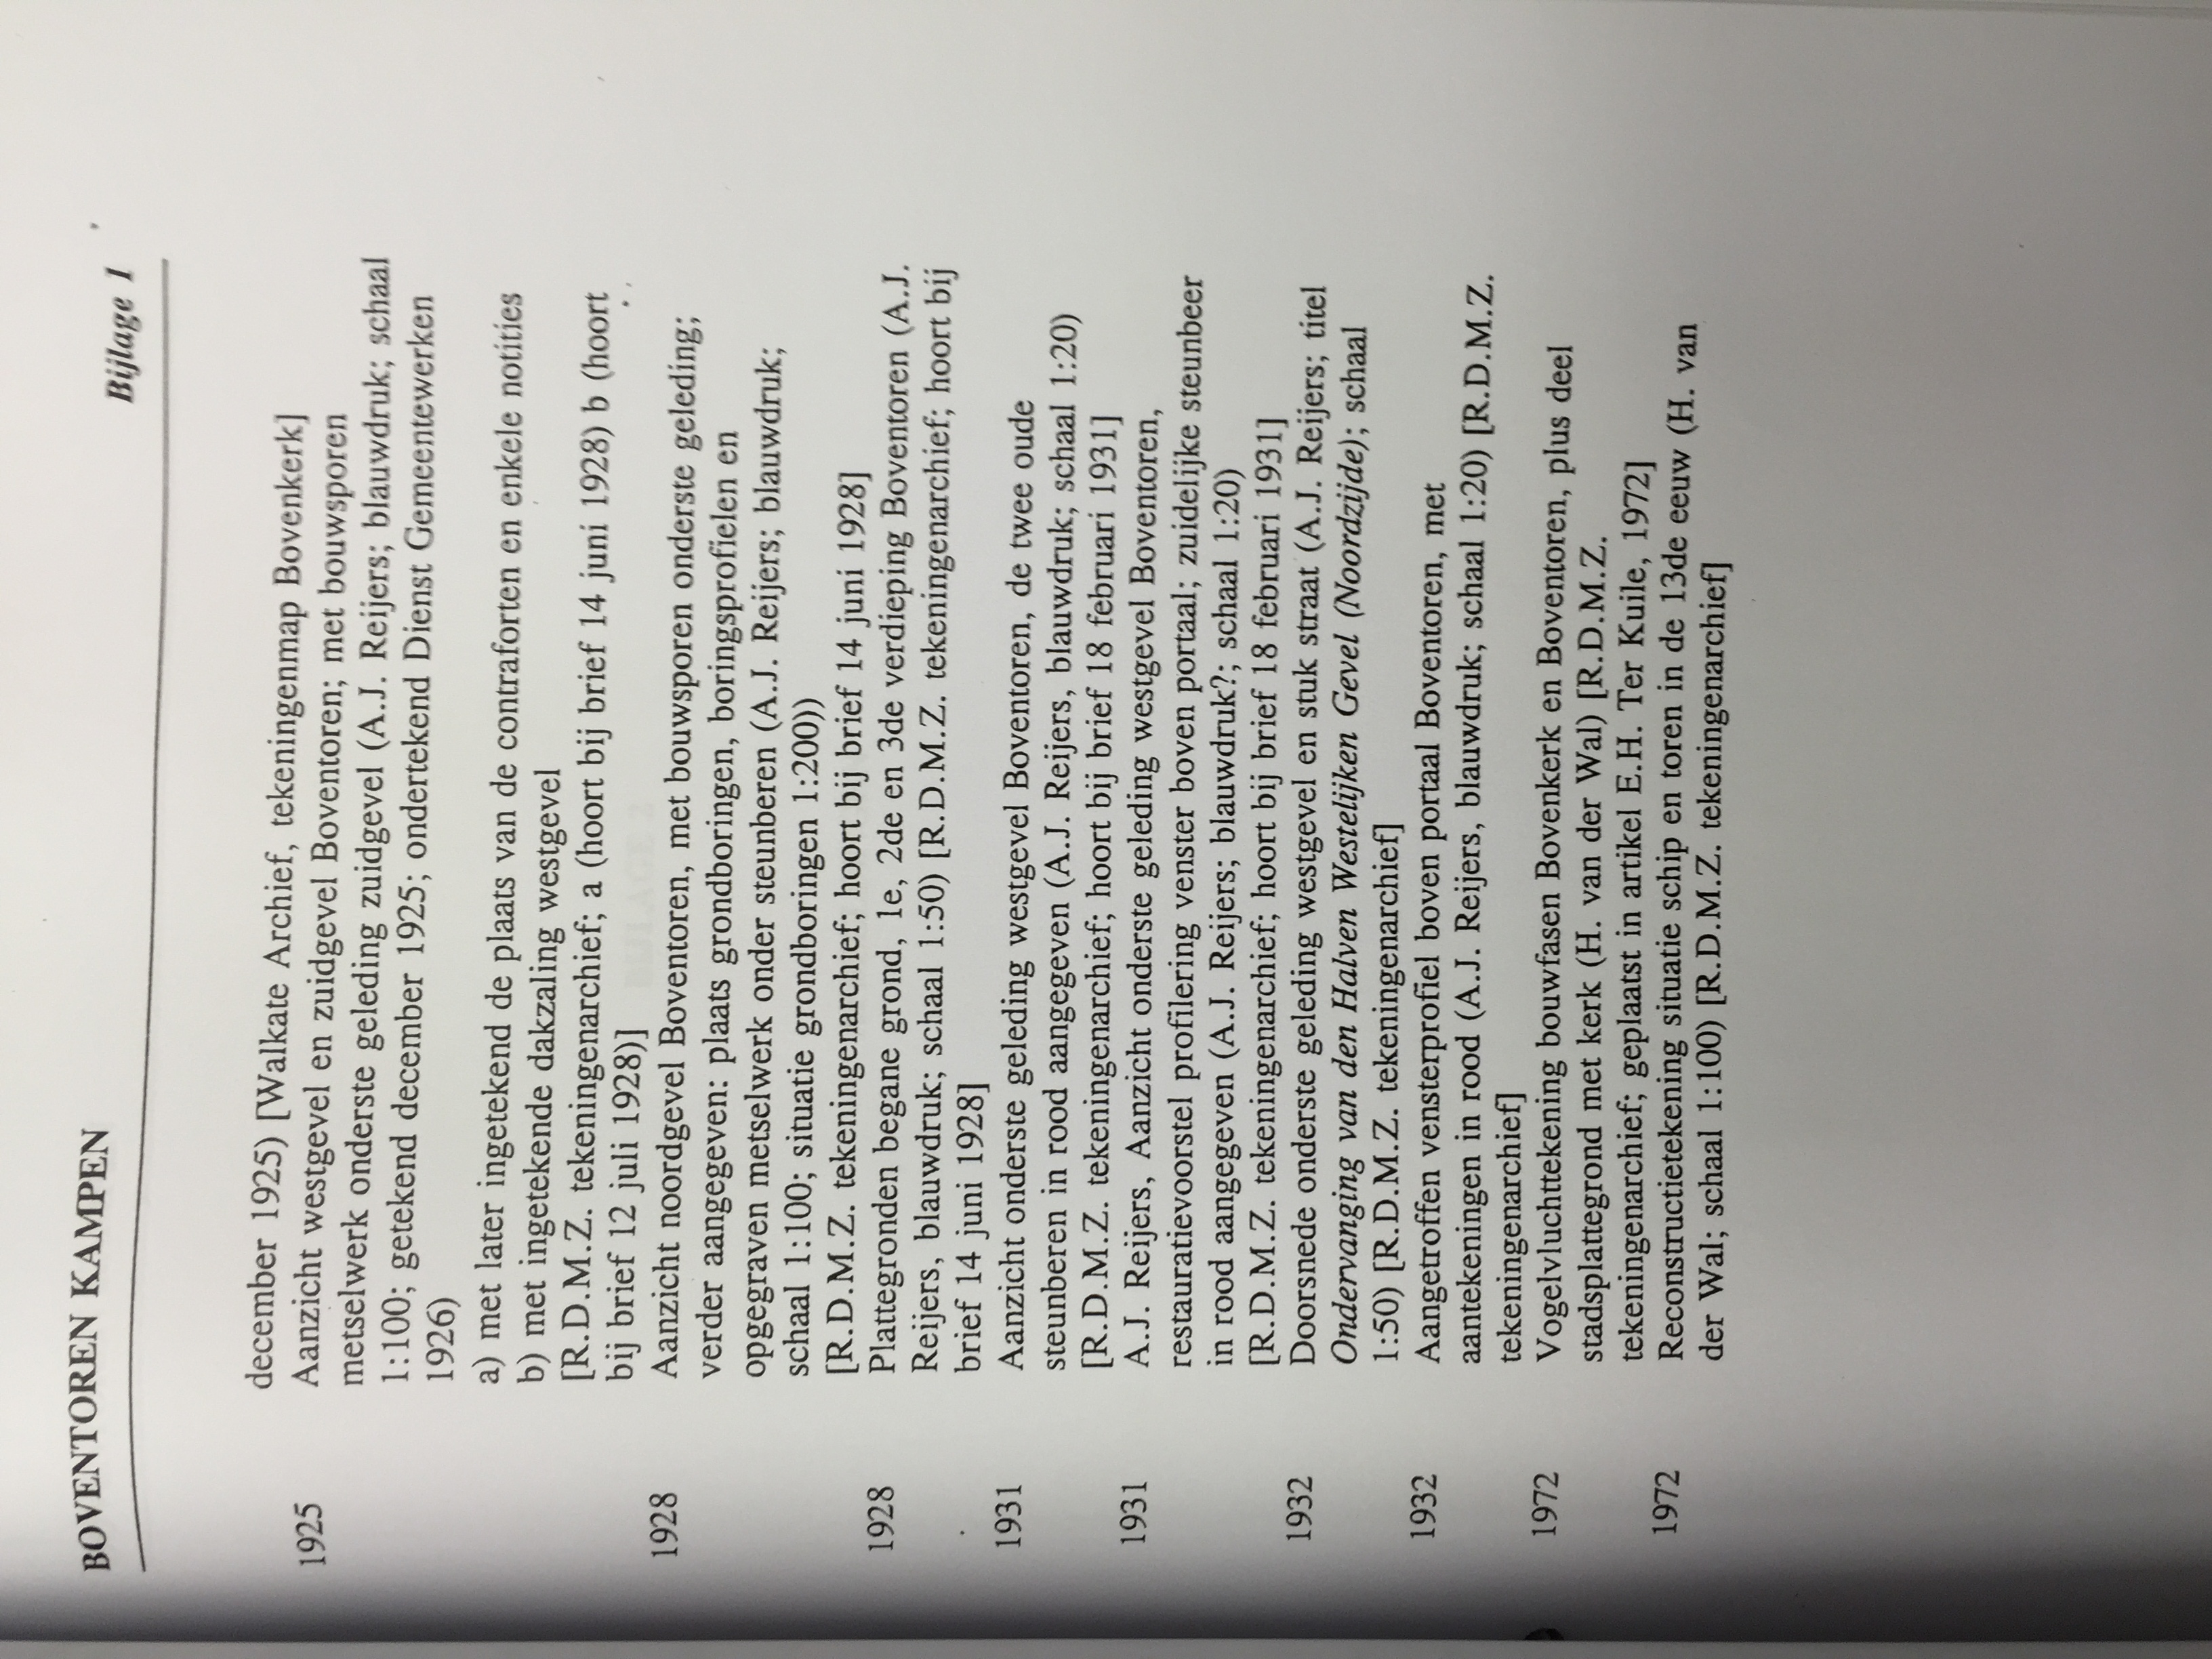 BOVENTOREN KAMPEN Bijlage 1
december 1925) [Walkate Archief, tekeningenmap Bovenkerk]
1925 Aanzicht westgevel en zuidgevel Boventoren; met bouwsporen
metselwerk onderste geleding zuidgevel (A.J. Reijers; blauwdruk; schaal
1:100; getekend december 1925; ondertekend Dienst Gemeentewerken
1926)
a) met later ingetekend de plaats van de contraforten en enkele notities
b) met ingetekende dakzaling westgevel
[R.D.M.Z. tekeningenarchief; a (hoort bij brief 14 juni 1928) b (hoort
bij brief 12 juli 1928)]
1928 Aanzicht noordgevel Boventoren, met bouwsporen onderste geleding;
verder aangegeven: plaats grondboringen, boringsprofielen en
opgegraven metselwerk onder steunberen (A.J. Reijers; blauwdruk;
schaal 1:100; situatie grondboringen 1:200))
[R.D.M.Z. tekeningenarchief; hoort bij brief 14 juni 1928]
1928 Plattegronden begane grond, 1e, 2de en 3de verdieping Boventoren (A.J.
Reijers, blauwdruk; schaal 1:50) [R.D.M.Z. tekeningenarchief; hoort bij
brief 14 juni 1928]
1931 Aanzicht onderste geleding westgevel Boventoren, de twee oude
steunberen in rood aangegeven (A.J. Reijers, blauwdruk; schaal 1:20)
[R.D.M.Z. tekeningenarchief; hoort bij brief 18 februari 1931]
1931 A.J. Reijers, Aanzicht onderste geleding westgevel Boventoren,
restauratievoorstel profilering venster boven portaal; zuidelijke steunbeer
in rood aangegeven (A.J. Reijers; blauwdruk?; schaal 1:20)
[R.D.M.Z. tekeningenarchief; hoort bij brief 18 februari 1931]
1932 Doorsnede onderste geleding westgevel en stuk straat (A.J. Reijers; titel
Ondervanging van den Halven Westelijken Gevel (Noordzijde); schaal
1:50) [R.D.M.Z. tekeningenarchief]
1932 Aangetroffen vensterprofiel boven portaal Boventoren, met
aantekeningen in rood (A.J. Reijers, blauwdruk; schaal 1:20) [R.D.M.Z.
tekeningenarchief]
1972 Vogelvluchttekening bouwfasen Bovenkerk en Boventoren, plus deel
stadsplattegrond met kerk (H. van der Wal) [R.D.M.Z.
tekeningenarchief; geplaatst in artikel E.H. Ter Kuile, 1972]
1972 Reconstructietekening situatie schip en toren in de 13de eeuw (H. van
der Wal; schaal 1:100) [R.D.M.Z. tekeningenarchief]